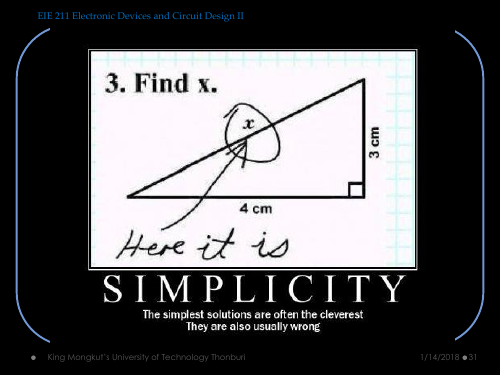 EIE 211 Electronic Devices and Circuit Design II
3. Find x.
x
3 cm
4 cm
Here it is
SIMPLICITY
The simplest solutions are often the cleverest
They are also usually wrong
King Mongkut's University of Technology Thonburi
1/14/2018
31